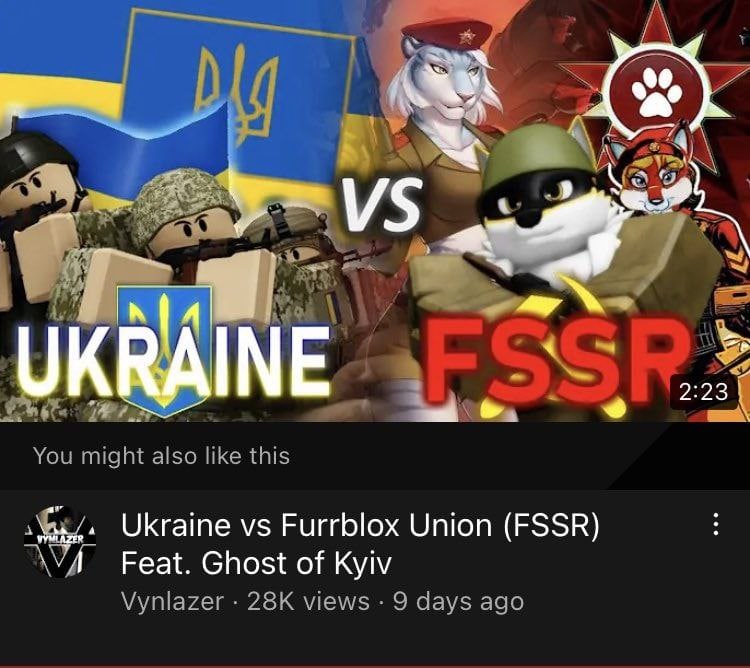 VS
UKRAINE
FSSR
2:23
You might also like this
VYNLAZER
Ukraine vs Furrblox Union (FSSR)
Feat. Ghost of Kyiv
Vynlazer · 28K views · 9 days ago